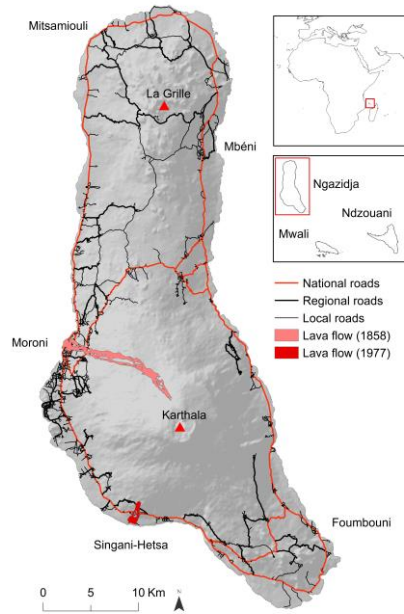 Mitsamiouli
La Grille
Mbéni
Ngazidja
Ndzouani
Mwali
National roads
Regional roads
Local roads
Lava flow (1858)
Lava flow (1977)
Moroni
Karthala
Foumbouni
Singani-Hetsa
0 5 10 Km
N